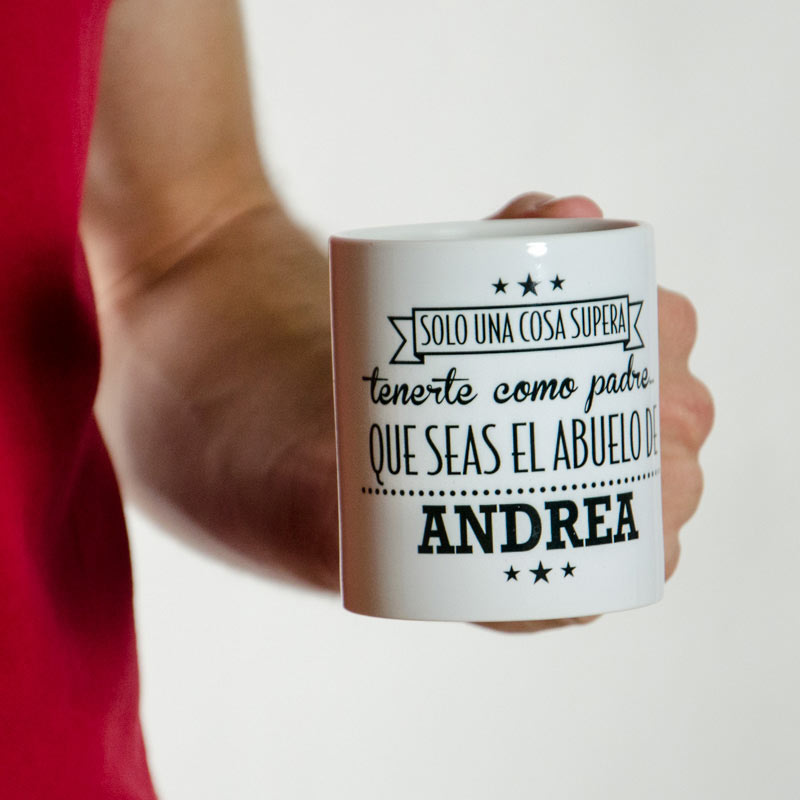 SOLO UNA COSA SUPERA
tenerte como padre..
QUE SEAS EL ABUELO DE
ANDREA